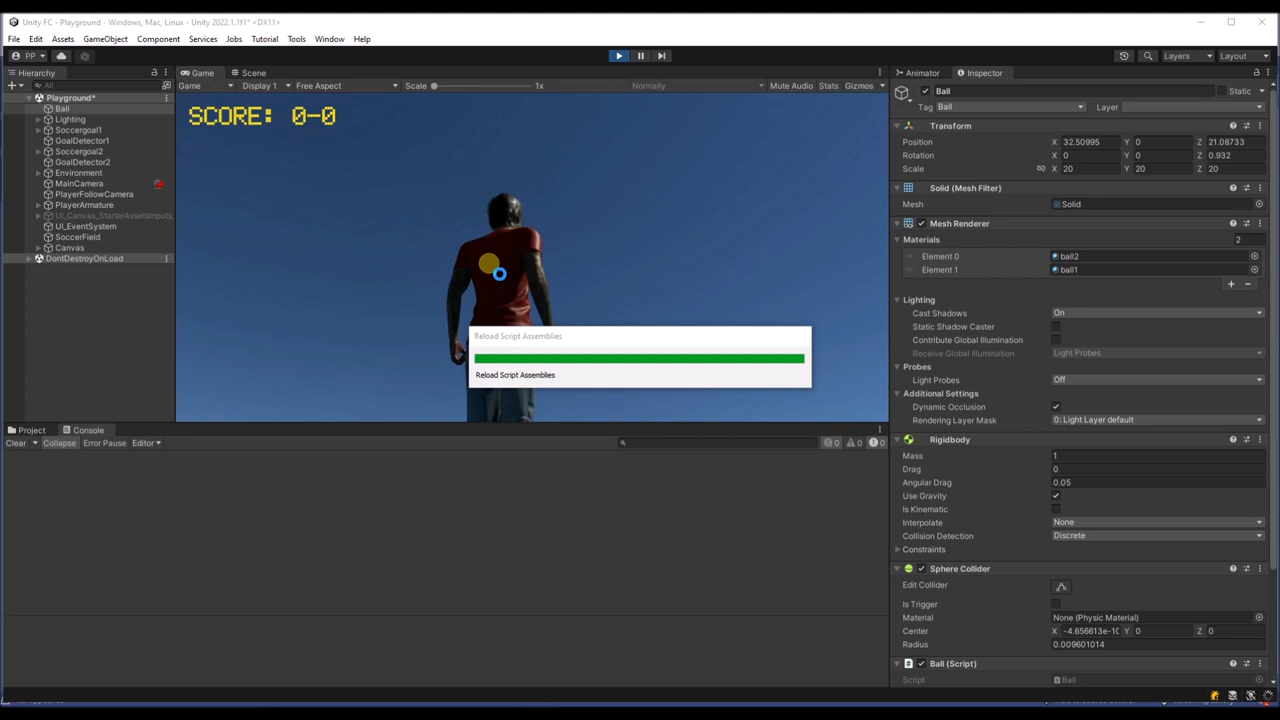 Unity FC - Playground - Windows, Mac, Linux - Unity 2022.1.1f1* <DX11>
File Edit Assets GameObject Component Services Jobs Tutorial Tools Window Help
PP Layers Layout
Hierarchy Game Scene Animator Inspector
All Game Display 1 Free Aspect Scale 1x Normally Mute Audio Stats Gizmos
Ball Static
Tag Ball Layer
Playground*
Ball
Lighting
Soccergoal1
GoalDetector1
Soccergoal2
GoalDetector2
Environment
MainCamera
PlayerFollowCamera
PlayerArmature
UI_Canvas_StarterAssetsInputs_
UI_EventSystem
SoccerField
Canvas
DontDestroyOnLoad
SCORE: 0-0
Reload Script Assemblies
Reload Script Assemblies
Project Console
Clear Collapse Error Pause Editor 0 0 0
Transform
Position X 32.50995 Y 0 Z 21.08733
Rotation X 0 Y 0 Z 0.932
Scale X 20 Y 20 Z 20
Solid (Mesh Filter)
Mesh Solid
Mesh Renderer
Materials 2
Element 0 ball2
Element 1 ball1
Lighting
Cast Shadows On
Static Shadow Caster
Contribute Global Illumination
Receive Global Illumination Light Probes
Probes
Light Probes Off
Additional Settings
Dynamic Occlusion
Rendering Layer Mask 0: Light Layer default
Rigidbody
Mass 1
Drag 0
Angular Drag 0.05
Use Gravity
Is Kinematic
Interpolate None
Collision Detection Discrete
Constraints
Sphere Collider
Edit Collider
Is Trigger
Material None (Physic Material)
Center X -4.656613e-10 Y 0 Z 0
Radius 0.009601014
Ball (Script)
Script Ball